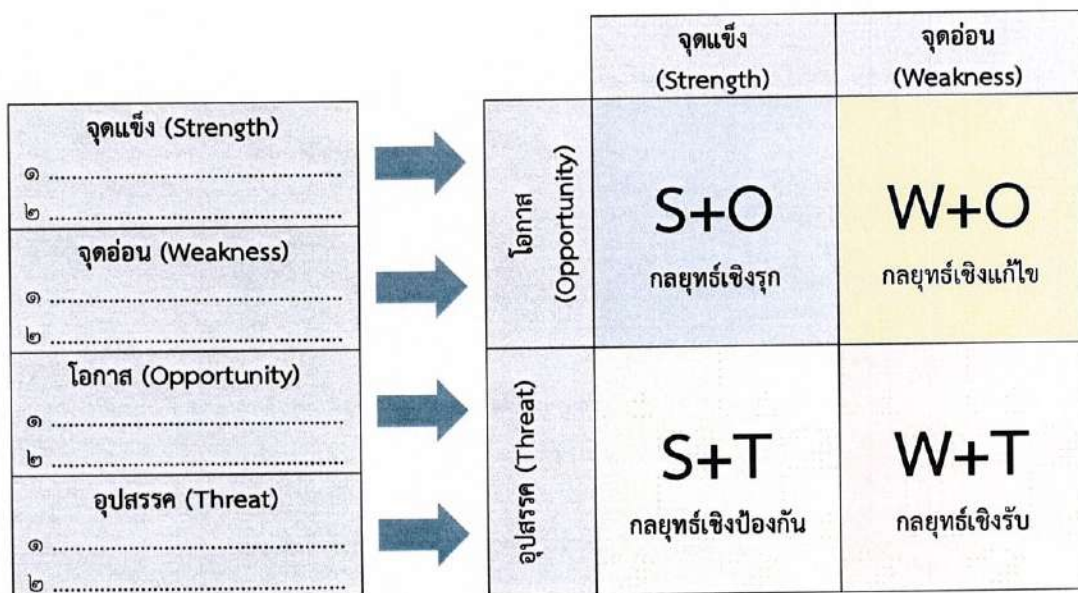 จุดแข็ง (Strength)
๑ ........................................................
๒ ........................................................
จุดอ่อน (Weakness)
๑ ........................................................
๒ ........................................................
โอกาส (Opportunity)
๑ ........................................................
๒ ........................................................
อุปสรรค (Threat)
๑ ........................................................
๒ ........................................................
จุดแข็ง
(Strength)
จุดอ่อน
(Weakness)
โอกาส
(Opportunity)
S+O
กลยุทธ์เชิงรุก
W+O
กลยุทธ์เชิงแก้ไข
อุปสรรค (Threat)
S+T
กลยุทธ์เชิงป้องกัน
W+T
กลยุทธ์เชิงรับ